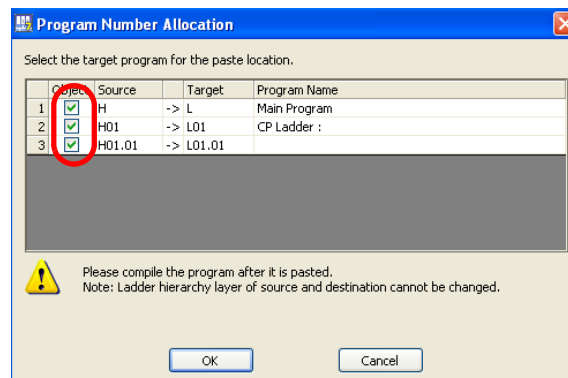 Program Number Allocation
Select the target program for the paste location.
Object Source Target Program Name
1 H -> L Main Program
2 H01 -> L01 CP Ladder :
3 H01.01 -> L01.01
Please compile the program after it is pasted.
Note: Ladder hierarchy layer of source and destination cannot be changed.
OK Cancel